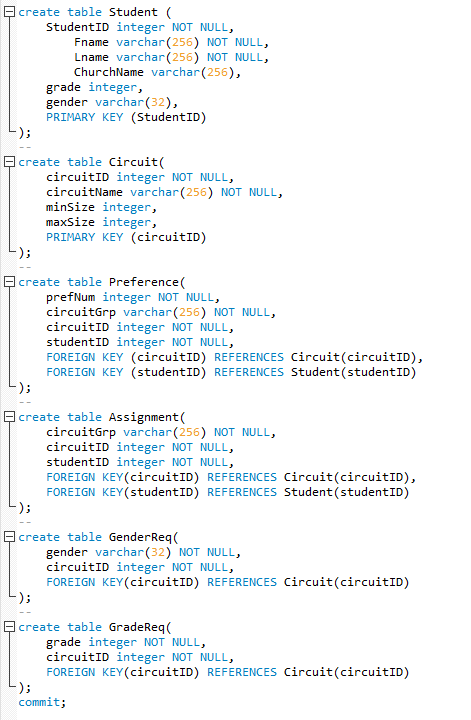 create table Student (
StudentID integer NOT NULL,
Fname varchar(256) NOT NULL,
Lname varchar(256) NOT NULL,
ChurchName varchar(256),
grade integer,
gender varchar(32),
PRIMARY KEY (StudentID)
);
--
create table Circuit(
circuitID integer NOT NULL,
circuitName varchar(256) NOT NULL,
minSize integer,
maxSize integer,
PRIMARY KEY (circuitID)
);
--
create table Preference(
prefNum integer NOT NULL,
circuitGrp varchar(256) NOT NULL,
circuitID integer NOT NULL,
studentID integer NOT NULL,
FOREIGN KEY (circuitID) REFERENCES Circuit(circuitID),
FOREIGN KEY (studentID) REFERENCES Student(studentID)
);
--
create table Assignment(
circuitGrp varchar(256) NOT NULL,
circuitID integer NOT NULL,
studentID integer NOT NULL,
FOREIGN KEY(circuitID) REFERENCES Circuit(circuitID),
FOREIGN KEY(studentID) REFERENCES Student(studentID)
);
--
create table GenderReq(
gender varchar(32) NOT NULL,
circuitID integer NOT NULL,
FOREIGN KEY(circuitID) REFERENCES Circuit(circuitID)
);
--
create table GradeReq(
grade integer NOT NULL,
circuitID integer NOT NULL,
FOREIGN KEY(circuitID) REFERENCES Circuit(circuitID)
);
commit;